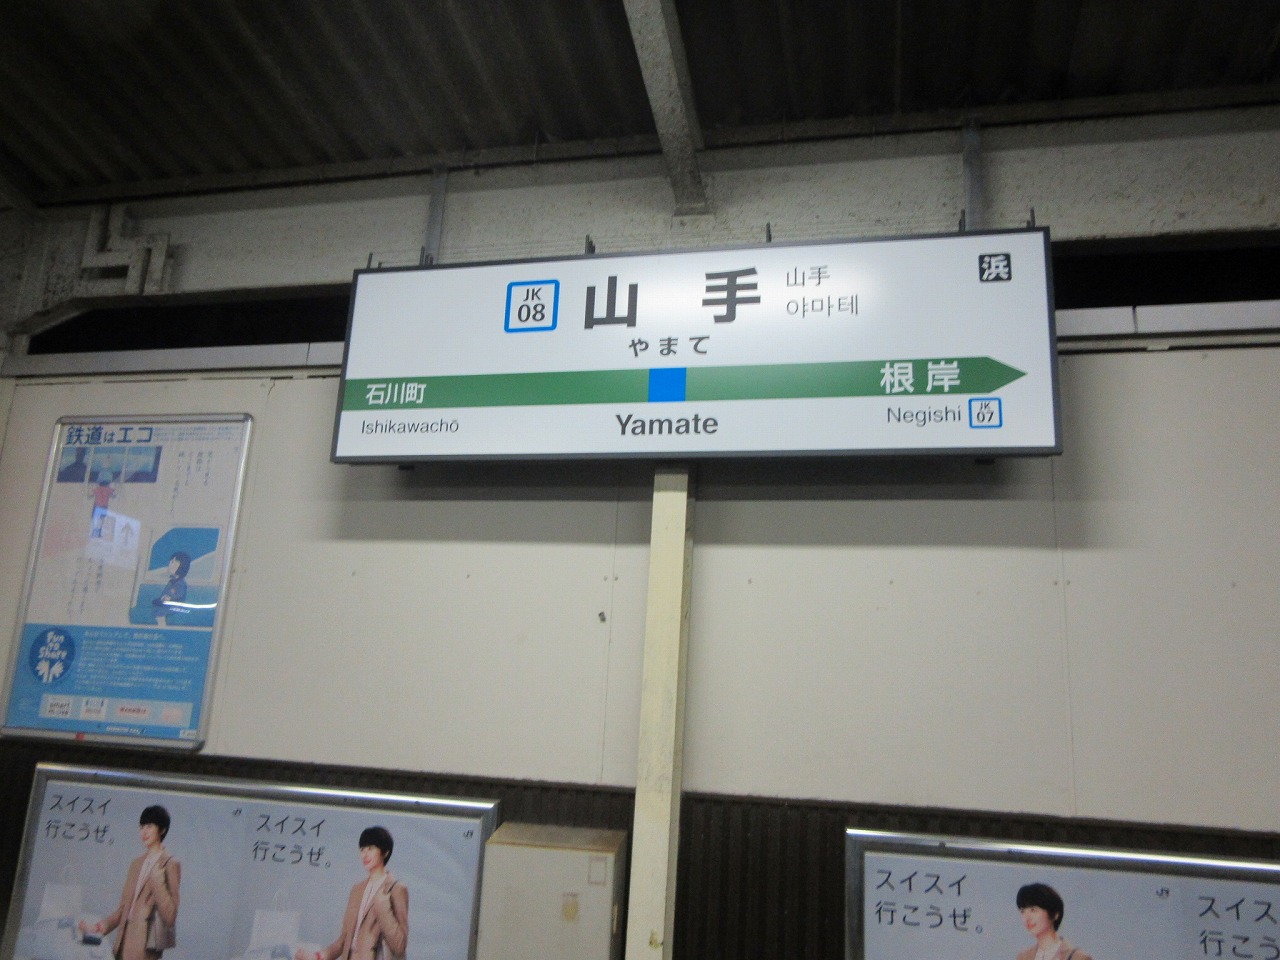 JK
08
山手
山手
야마테
浜
やまて
石川町
根岸
Ishikawachō
Yamate
Negishi
JK
07
鉄道はエコ
Fun
to
Share
スイスイ
行こうぜ。
スイスイ
行こうぜ。
スイスイ
行こうぜ。
スイス
行こう